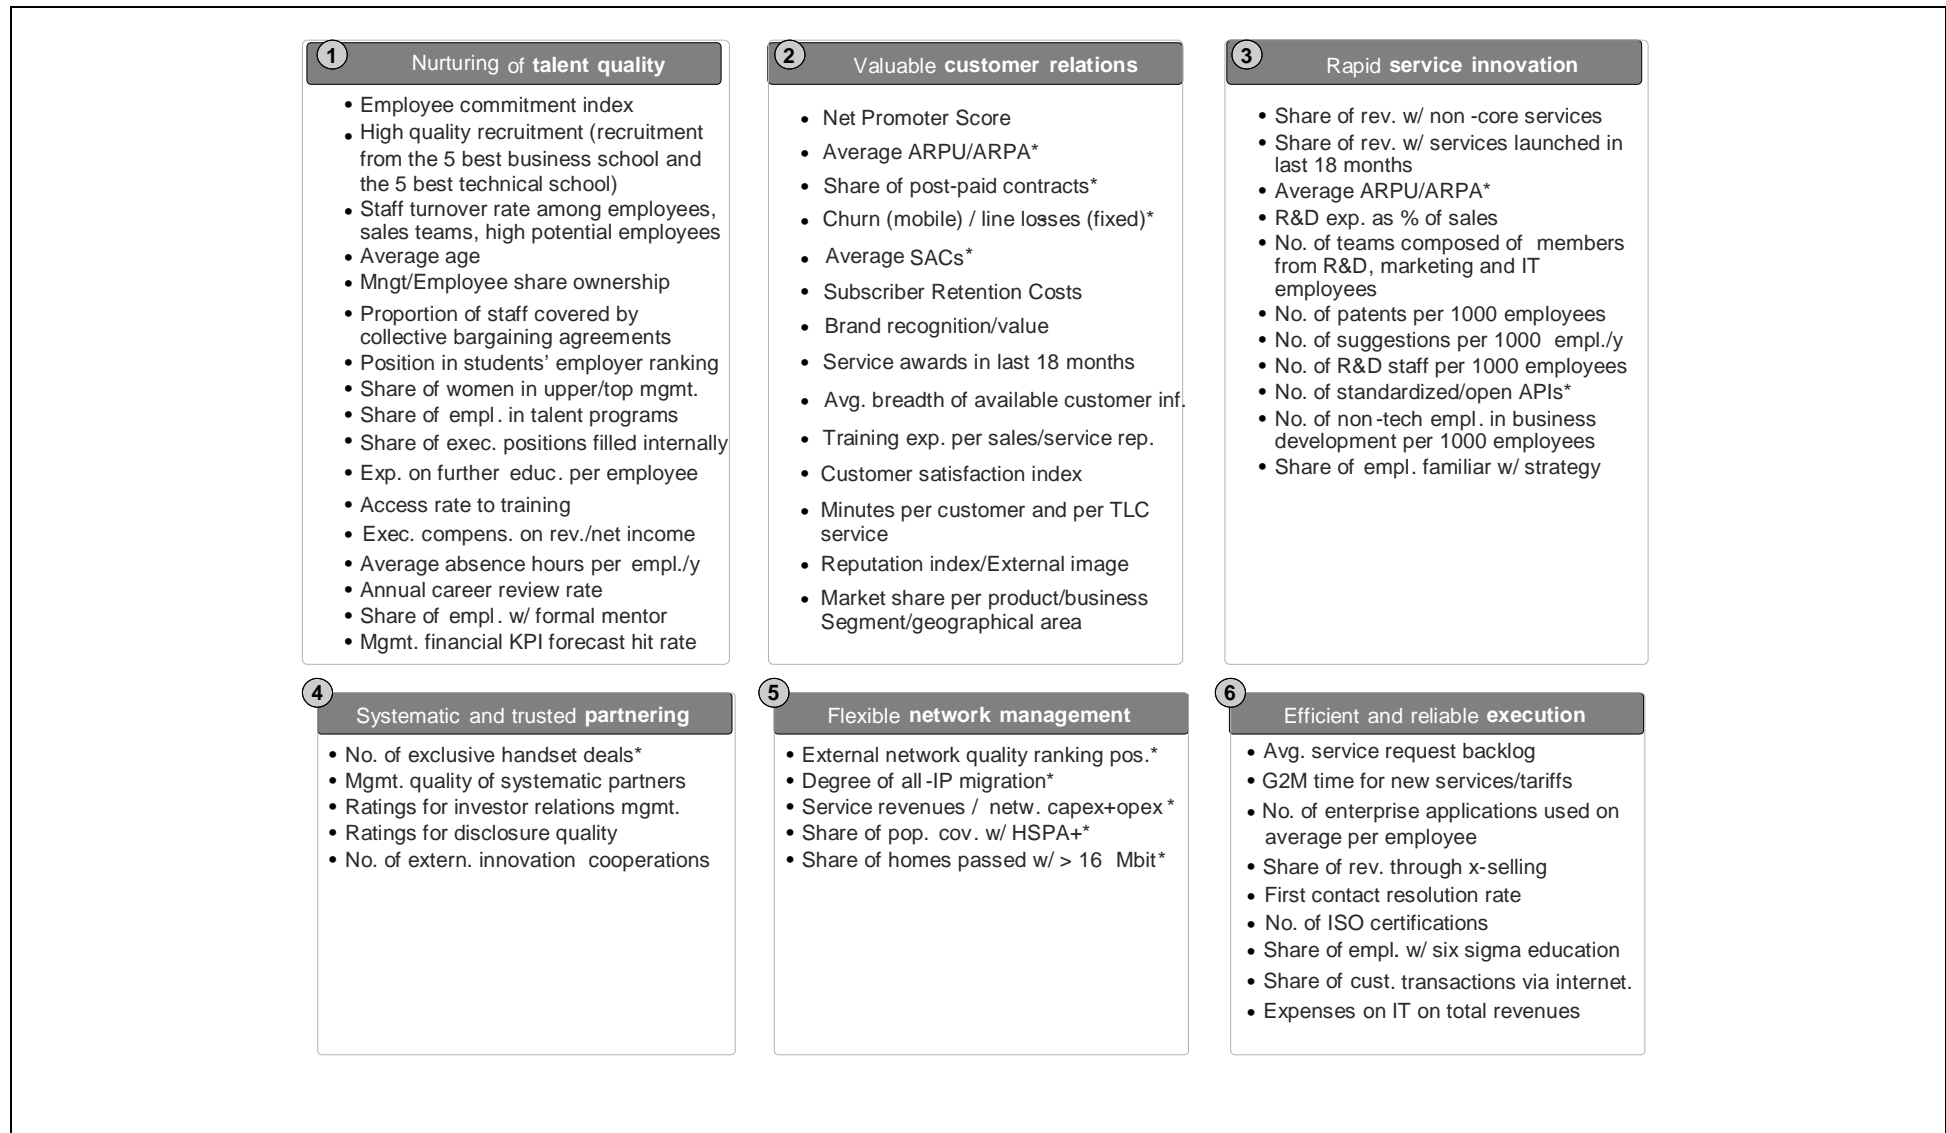 1
Nurturing of talent quality
• Employee commitment index
• High quality recruitment (recruitment
from the 5 best business school and
the 5 best technical school)
• Staff turnover rate among employees,
sales teams, high potential employees
• Average age
• Mngt/Employee share ownership
• Proportion of staff covered by
collective bargaining agreements
• Position in students’ employer ranking
• Share of women in upper/top mgmt.
• Share of empl. in talent programs
• Share of exec. positions filled internally
• Exp. on further educ. per employee
• Access rate to training
• Exec. compens. on rev./net income
• Average absence hours per empl./y
• Annual career review rate
• Share of empl. w/ formal mentor
• Mgmt. financial KPI forecast hit rate
2
Valuable customer relations
• Net Promoter Score
• Average ARPU/ARPA*
• Share of post-paid contracts*
• Churn (mobile) / line losses (fixed)*
• Average SACs*
• Subscriber Retention Costs
• Brand recognition/value
• Service awards in last 18 months
• Avg. breadth of available customer inf.
• Training exp. per sales/service rep.
• Customer satisfaction index
• Minutes per customer and per TLC
service
• Reputation index/External image
• Market share per product/business
Segment/geographical area
3
Rapid service innovation
• Share of rev. w/ non -core services
• Share of rev. w/ services launched in
last 18 months
• Average ARPU/ARPA*
• R&D exp. as % of sales
• No. of teams composed of members
from R&D, marketing and IT
employees
• No. of patents per 1000 employees
• No. of suggestions per 1000 empl./y
• No. of R&D staff per 1000 employees
• No. of standardized/open APIs*
• No. of non-tech empl. in business
development per 1000 employees
• Share of empl. familiar w/ strategy
4
Systematic and trusted partnering
• No. of exclusive handset deals*
• Mgmt. quality of systematic partners
• Ratings for investor relations mgmt.
• Ratings for disclosure quality
• No. of extern. innovation cooperations
5
Flexible network management
• External network quality ranking pos.*
• Degree of all-IP migration*
• Service revenues / netw. capex+opex *
• Share of pop. cov. w/ HSPA+*
• Share of homes passed w/ > 16 Mbit*
6
Efficient and reliable execution
• Avg. service request backlog
• G2M time for new services/tariffs
• No. of enterprise applications used on
average per employee
• Share of rev. through x-selling
• First contact resolution rate
• No. of ISO certifications
• Share of empl. w/ six sigma education
• Share of cust. transactions via internet.
• Expenses on IT on total revenues